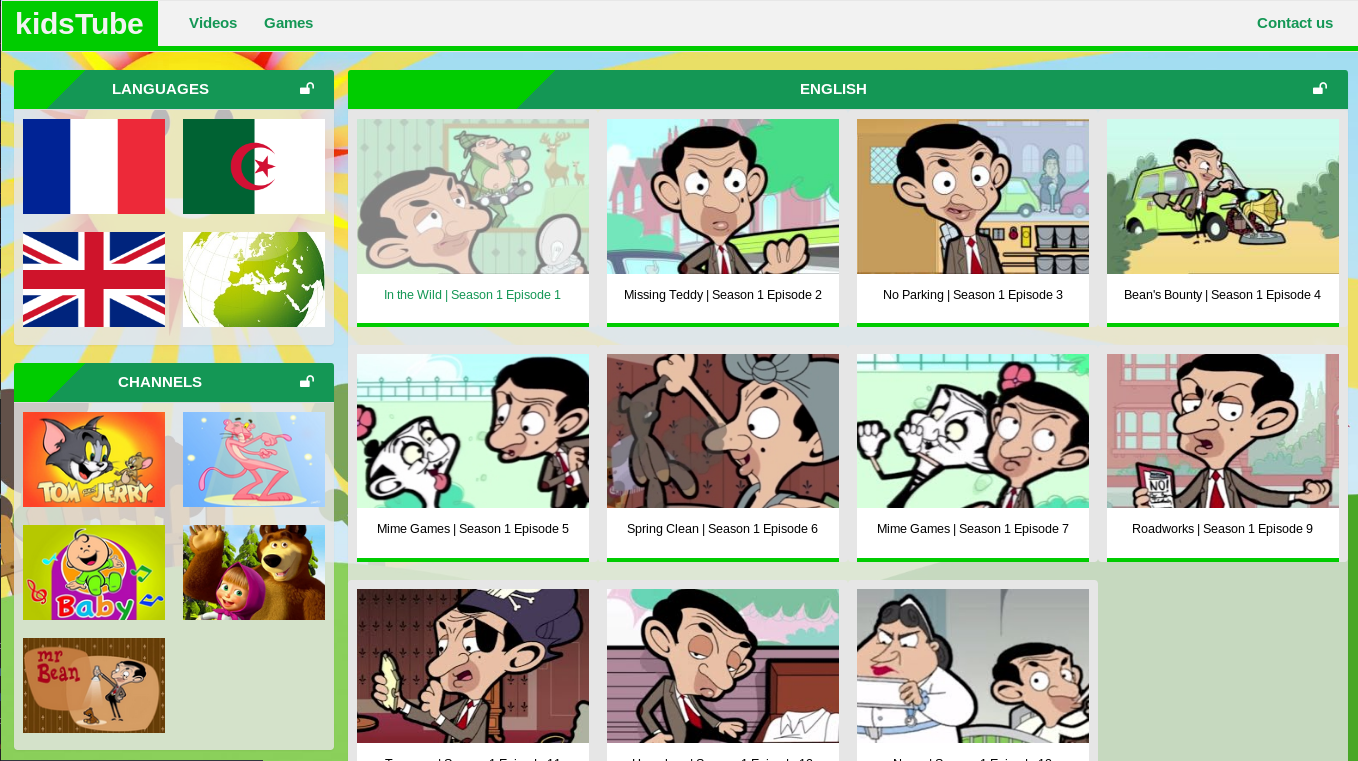 kidsTube
Videos
Games
Contact us
LANGUAGES
ENGLISH
In the Wild | Season 1 Episode 1
Missing Teddy | Season 1 Episode 2
No Parking | Season 1 Episode 3
Bean's Bounty | Season 1 Episode 4
CHANNELS
TOM AND JERRY
Baby
mr
Bean
NO!
Mime Games | Season 1 Episode 5
Spring Clean | Season 1 Episode 6
Mime Games | Season 1 Episode 7
Roadworks | Season 1 Episode 9